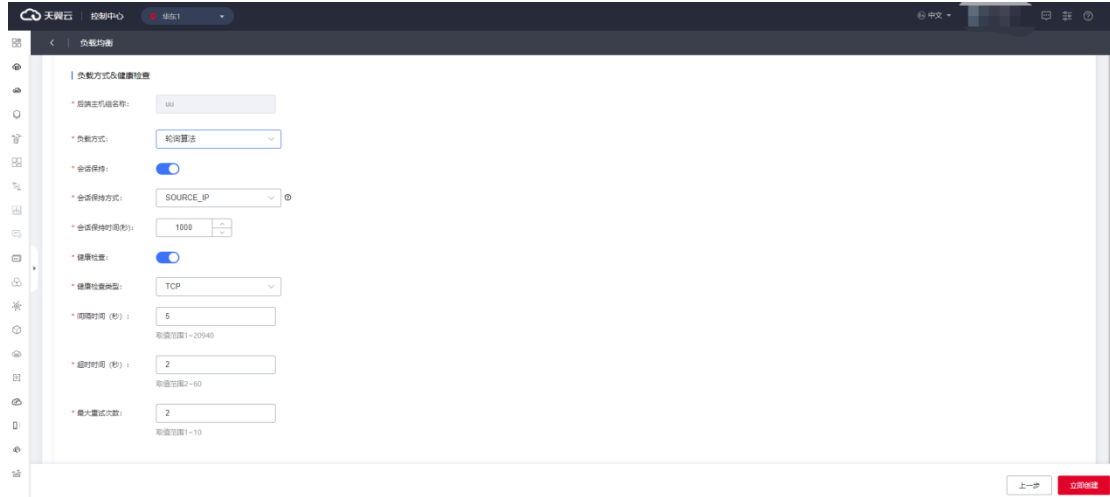 天翼云 控制中心 华东1 中文
负载均衡
负载方式&健康检查
* 后端主机组名称： uu
* 负载方式： 轮询算法
* 会话保持：
* 会话保持方式： SOURCE_IP
* 会话保持时间(秒)： 1000
* 健康检查：
* 健康检查类型： TCP
* 间隔时间（秒）： 5
取值范围1~20940
* 超时时间（秒）： 2
取值范围2~60
* 最大重试次数： 2
取值范围1~10
上一步 立即创建